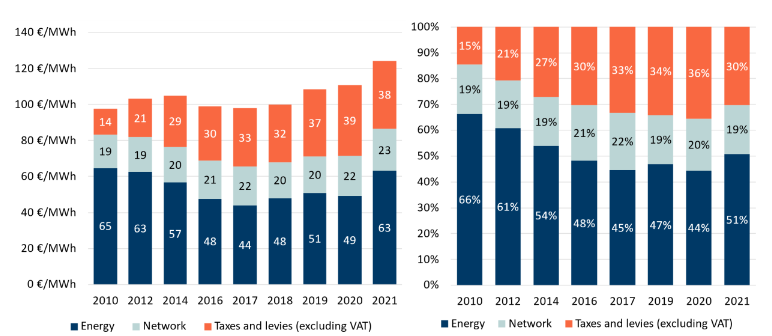 140 €/MWh
120 €/MWh
100 €/MWh
80 €/MWh
60 €/MWh
40 €/MWh
20 €/MWh
0 €/MWh
14 21 29 30 33 32 37 39 38
19 19 20 21 22 20 20 22 23
65 63 57 48 44 48 51 49 63
2010 2012 2014 2016 2017 2018 2019 2020 2021
Energy Network Taxes and levies (excluding VAT)
100%
90%
80%
70%
60%
50%
40%
30%
20%
10%
0%
15% 21% 27% 30% 33% 34% 36% 30%
19% 19% 19% 21% 22% 19% 20% 19%
66% 61% 54% 48% 45% 47% 44% 51%
2010 2012 2014 2016 2017 2019 2020 2021
Energy Network Taxes and levies (excluding VAT)